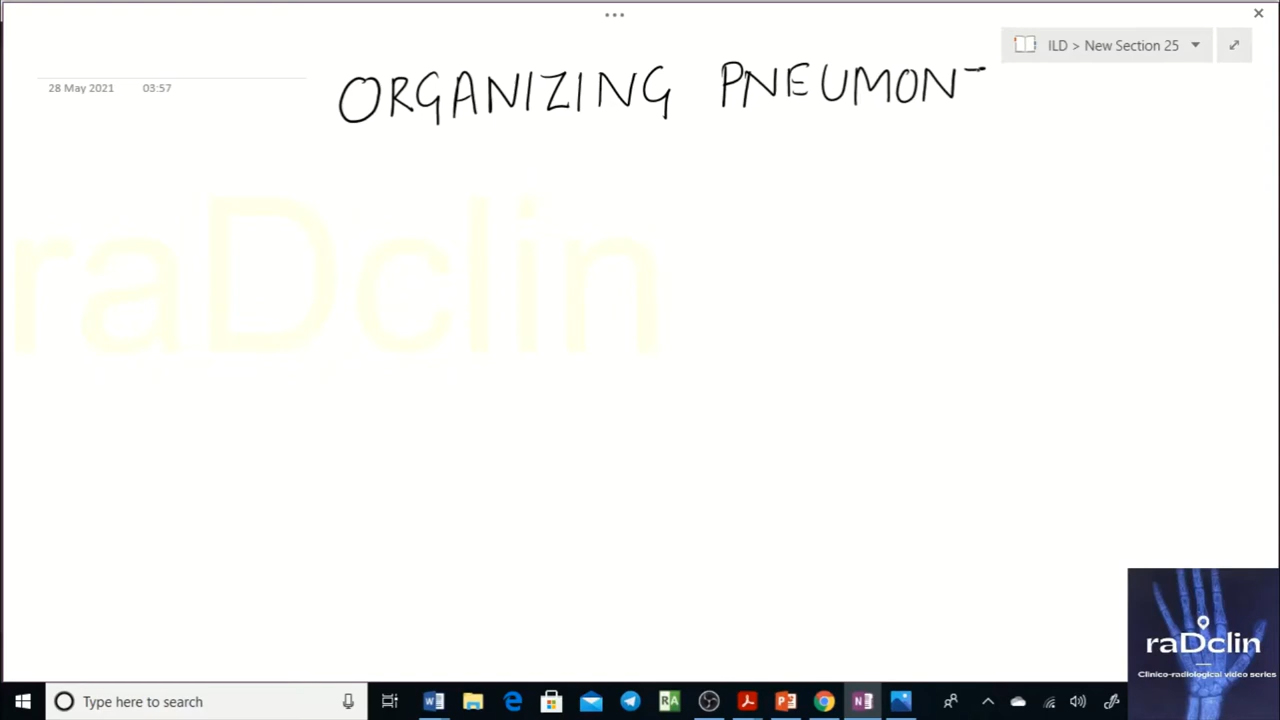 ILD > New Section 25
28 May 2021 03:57
ORGANIZING PNEUMON
raDclin
raDclin
Clinico-radiological video series
Type here to search